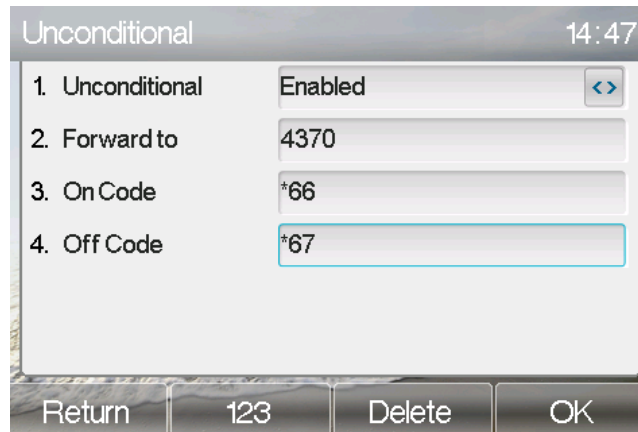 Unconditional 14:47
1. Unconditional Enabled <>
2. Forward to 4370
3. On Code *66
4. Off Code *67
Return 123 Delete OK